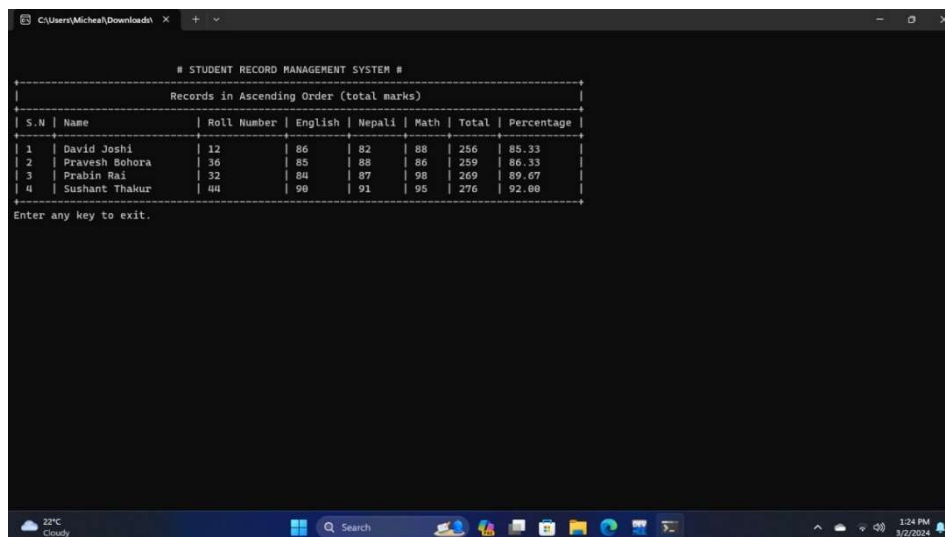 C:\Users\Micheal\Downloads\
# STUDENT RECORD MANAGEMENT SYSTEM #
Records in Ascending Order (total marks)
| S.N | Name | Roll Number | English | Nepali | Math | Total | Percentage |
| 1 | David Joshi | 12 | 86 | 82 | 88 | 256 | 85.33 |
| 2 | Pravesh Bohora | 36 | 85 | 88 | 86 | 259 | 86.33 |
| 3 | Prabin Rai | 32 | 84 | 87 | 98 | 269 | 89.67 |
| 4 | Sushant Thakur | 44 | 90 | 91 | 95 | 276 | 92.00 |
Enter any key to exit.
22°C
Cloudy
Search
1:24 PM
3/2/2024